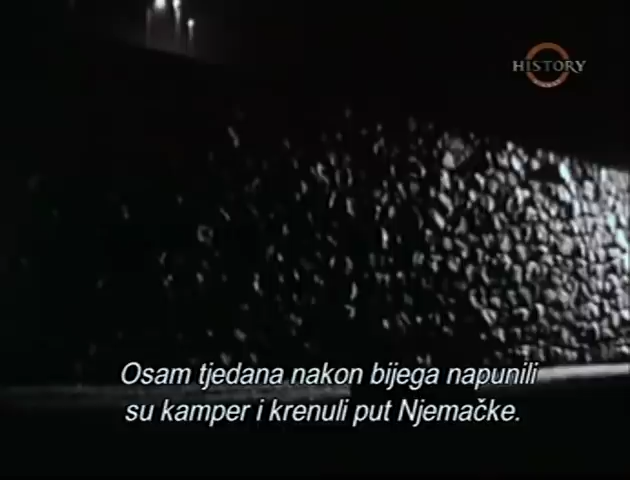 HISTORY
Osam tjedana nakon bijega napunili
su kamper i krenuli put Njemačke.